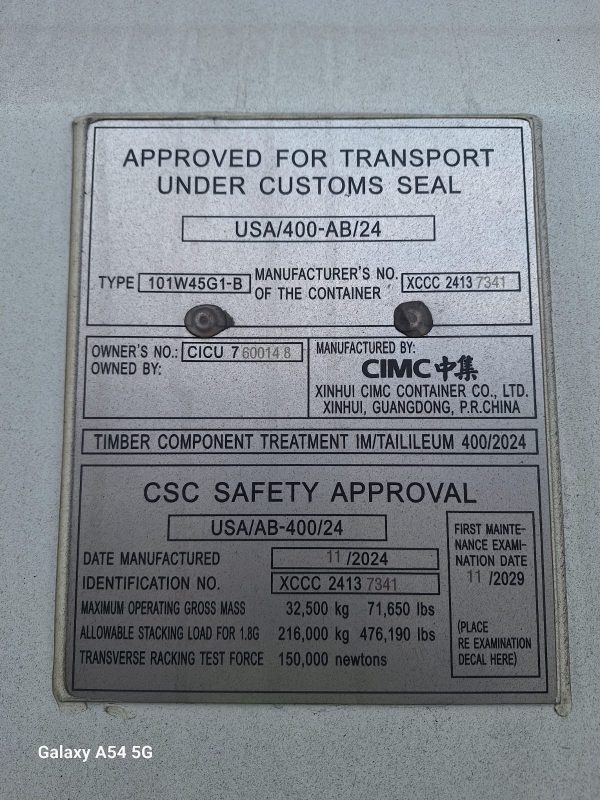 APPROVED FOR TRANSPORT
UNDER CUSTOMS SEAL
USA/400-AB/24
TYPE 101W45G1-B
MANUFACTURER'S NO.
OF THE CONTAINER
XCCC 2413 7341
OWNER'S NO.: CICU 7 60014 8
OWNED BY:
MANUFACTURED BY:
CIMC中集
XINHUI CIMC CONTAINER CO., LTD.
XINHUI, GUANGDONG, P.R.CHINA
TIMBER COMPONENT TREATMENT IM/TAILILEUM 400/2024
CSC SAFETY APPROVAL
USA/AB-400/24
DATE MANUFACTURED 11 /2024
IDENTIFICATION NO. XCCC 2413 7341
MAXIMUM OPERATING GROSS MASS 32,500 kg 71,650 lbs
ALLOWABLE STACKING LOAD FOR 1.8G 216,000 kg 476,190 lbs
TRANSVERSE RACKING TEST FORCE 150,000 newtons
FIRST MAINTE-
NANCE EXAMI-
NATION DATE
11 /2029
(PLACE
RE EXAMINATION
DECAL HERE)
Galaxy A54 5G